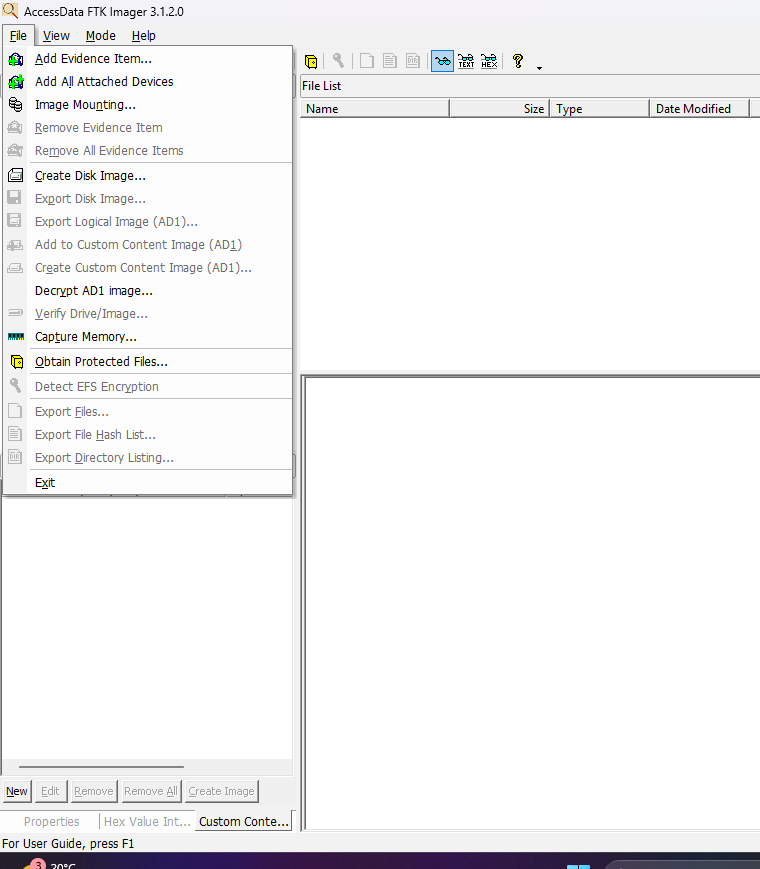 AccessData FTK Imager 3.1.2.0
File View Mode Help
Add Evidence Item...
Add All Attached Devices
Image Mounting...
Remove Evidence Item
Remove All Evidence Items
Create Disk Image...
Export Disk Image...
Export Logical Image (AD1)...
Add to Custom Content Image (AD1)
Create Custom Content Image (AD1)...
Decrypt AD1 image...
Verify Drive/Image...
Capture Memory...
Obtain Protected Files...
Detect EFS Encryption
Export Files...
Export File Hash List...
Export Directory Listing...
Exit
TEXT HEX
File List
Name Size Type Date Modified
New Edit Remove Remove All Create Image
Properties Hex Value Int... Custom Conte...
For User Guide, press F1
3 20°C